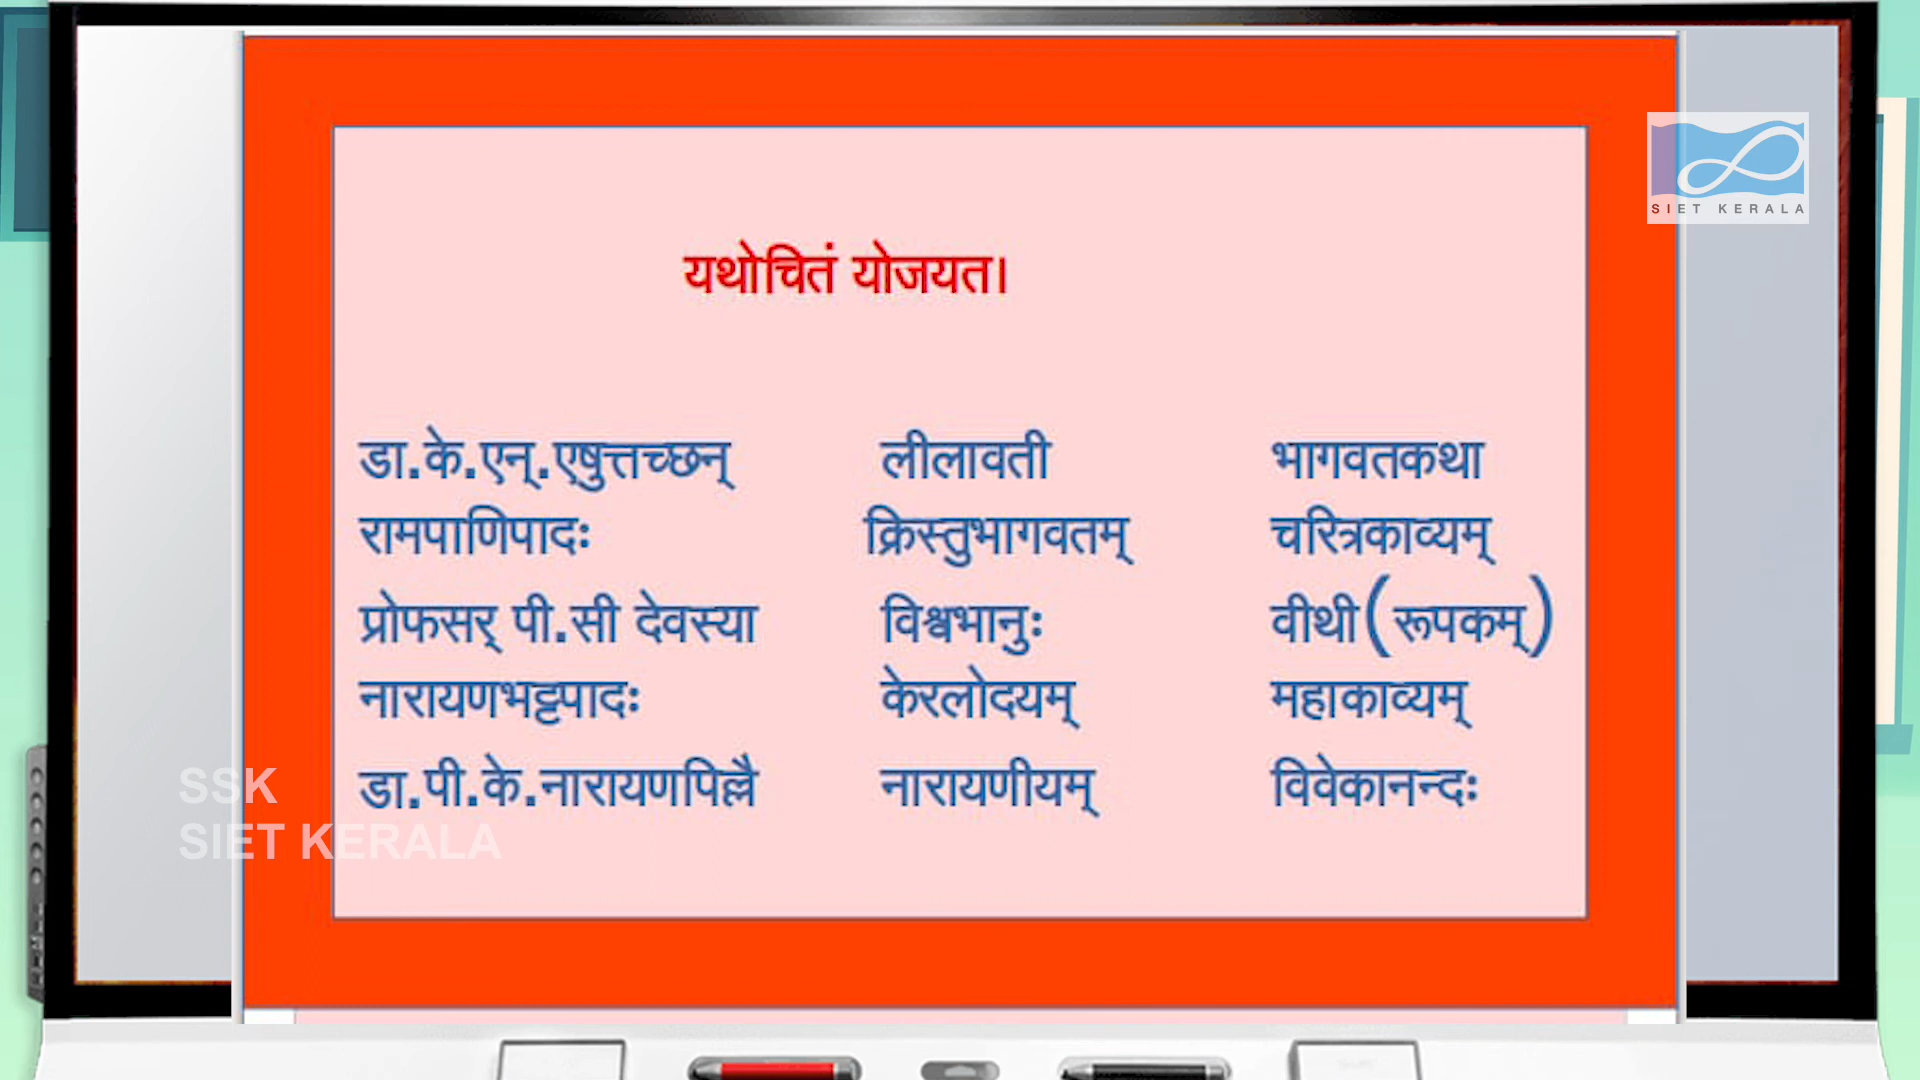 SIET KERALA
यथोचितं योजयत।
डा.के.एन्.एषुत्तच्छन् लीलावती भागवतकथा
रामपाणिपादः क्रिस्तुभागवतम् चरित्रकाव्यम्
प्रोफसर् पी.सी देवस्या विश्वभानुः वीथी(रूपकम्)
नारायणभट्टपादः केरलोदयम् महाकाव्यम्
डा.पी.के.नारायणपिल्लै नारायणीयम् विवेकानन्दः
SSK
SIET KERALA